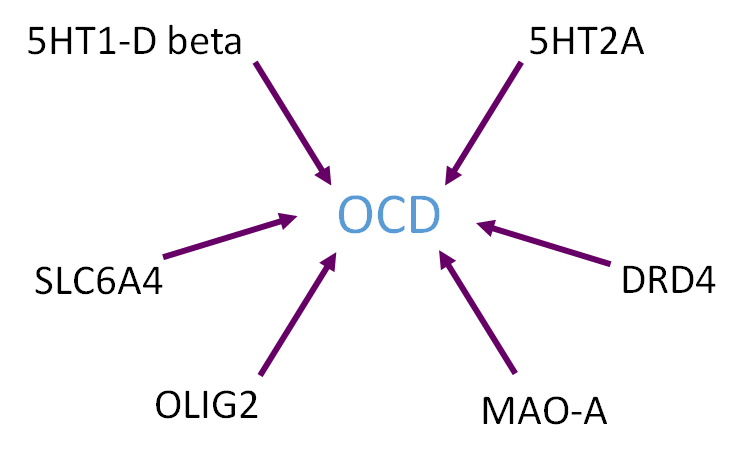 5HT1-D beta
5HT2A
OCD
SLC6A4
DRD4
OLIG2
MAO-A